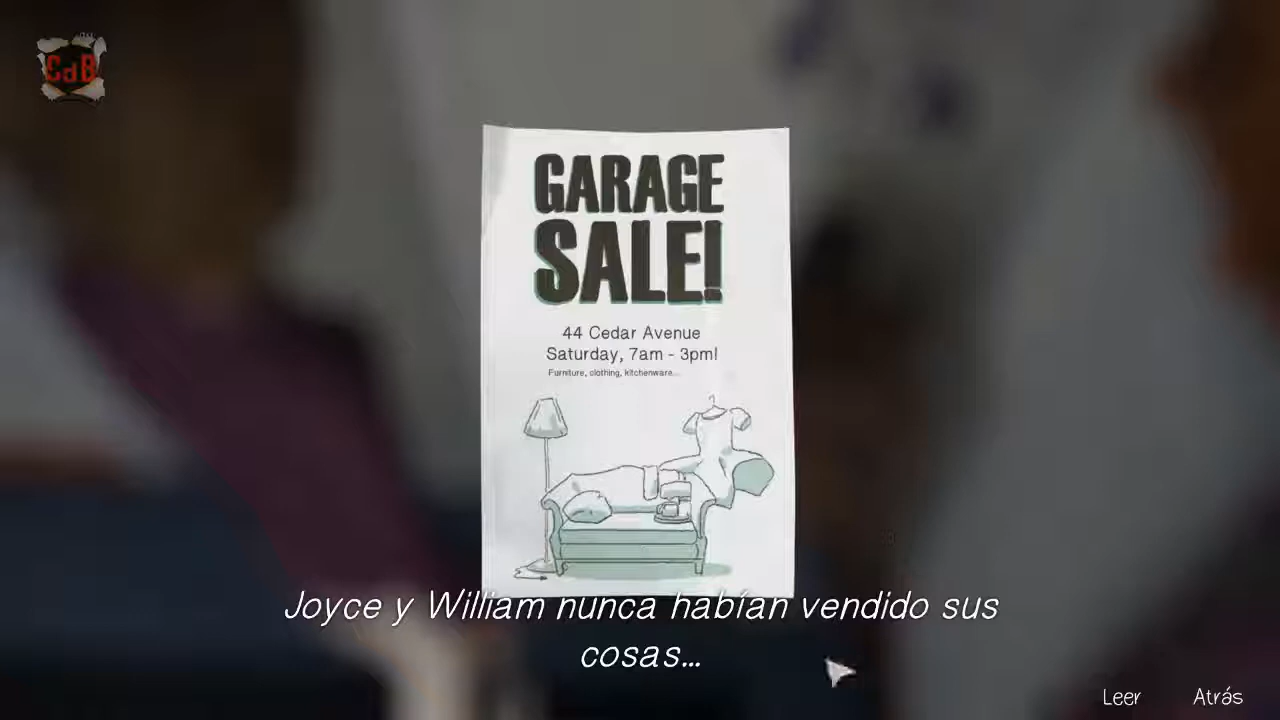 CdB
GARAGE
SALE!
44 Cedar Avenue
Saturday, 7am - 3pm!
Furniture, clothing, kitchenware...
Joyce y William nunca habían vendido sus
cosas...
Leer Atrás